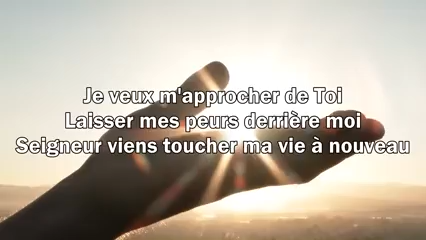 Je veux m'approcher de Toi
Laisser mes peurs derrière moi
Seigneur viens toucher ma vie à nouveau